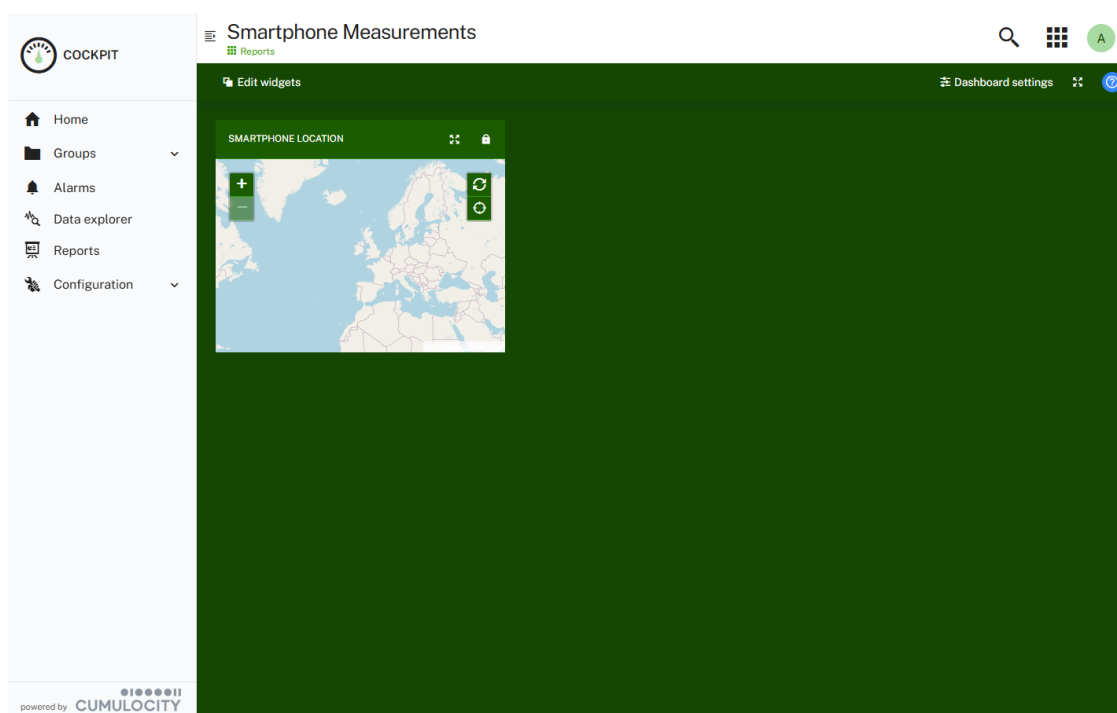 COCKPIT
Smartphone Measurements
Reports
A
Edit widgets
Dashboard settings
Home
Groups
Alarms
Data explorer
Reports
Configuration
SMARTPHONE LOCATION
+
−
powered by CUMULOCITY